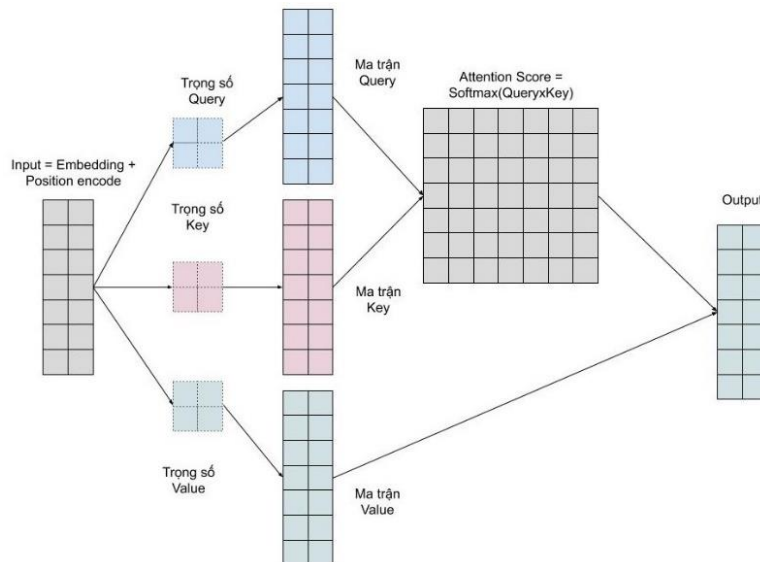 Input = Embedding +
Position encode
Trọng số
Query
Trọng số
Key
Trọng số
Value
Ma trận
Query
Ma trận
Key
Ma trận
Value
Attention Score =
Softmax(QueryxKey)
Output